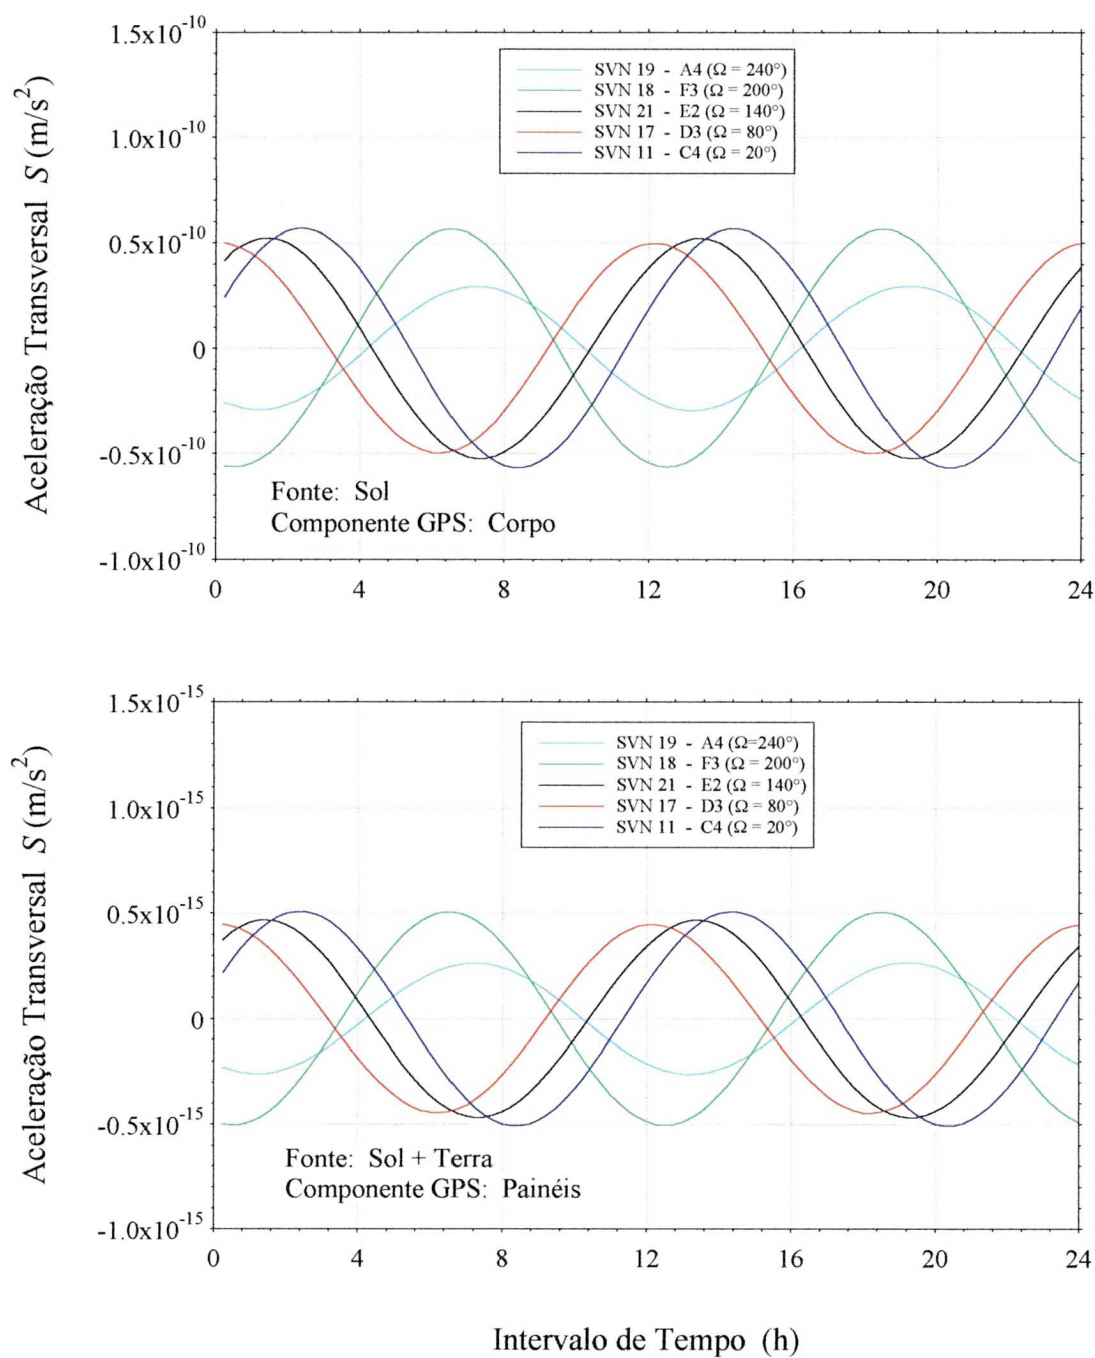 1.5x10⁻¹⁰
1.0x10⁻¹⁰
0.5x10⁻¹⁰
0
-0.5x10⁻¹⁰
-1.0x10⁻¹⁰
Aceleração Transversal S (m/s²)
SVN 19 - A4 (Ω = 240°)
SVN 18 - F3 (Ω = 200°)
SVN 21 - E2 (Ω = 140°)
SVN 17 - D3 (Ω = 80°)
SVN 11 - C4 (Ω = 20°)
Fonte: Sol
Componente GPS: Corpo
0 4 8 12 16 20 24
1.5x10⁻¹⁵
1.0x10⁻¹⁵
0.5x10⁻¹⁵
0
-0.5x10⁻¹⁵
-1.0x10⁻¹⁵
Aceleração Transversal S (m/s²)
SVN 19 - A4 (Ω=240°)
SVN 18 - F3 (Ω = 200°)
SVN 21 - E2 (Ω = 140°)
SVN 17 - D3 (Ω = 80°)
SVN 11 - C4 (Ω = 20°)
Fonte: Sol + Terra
Componente GPS: Painéis
0 4 8 12 16 20 24
Intervalo de Tempo (h)